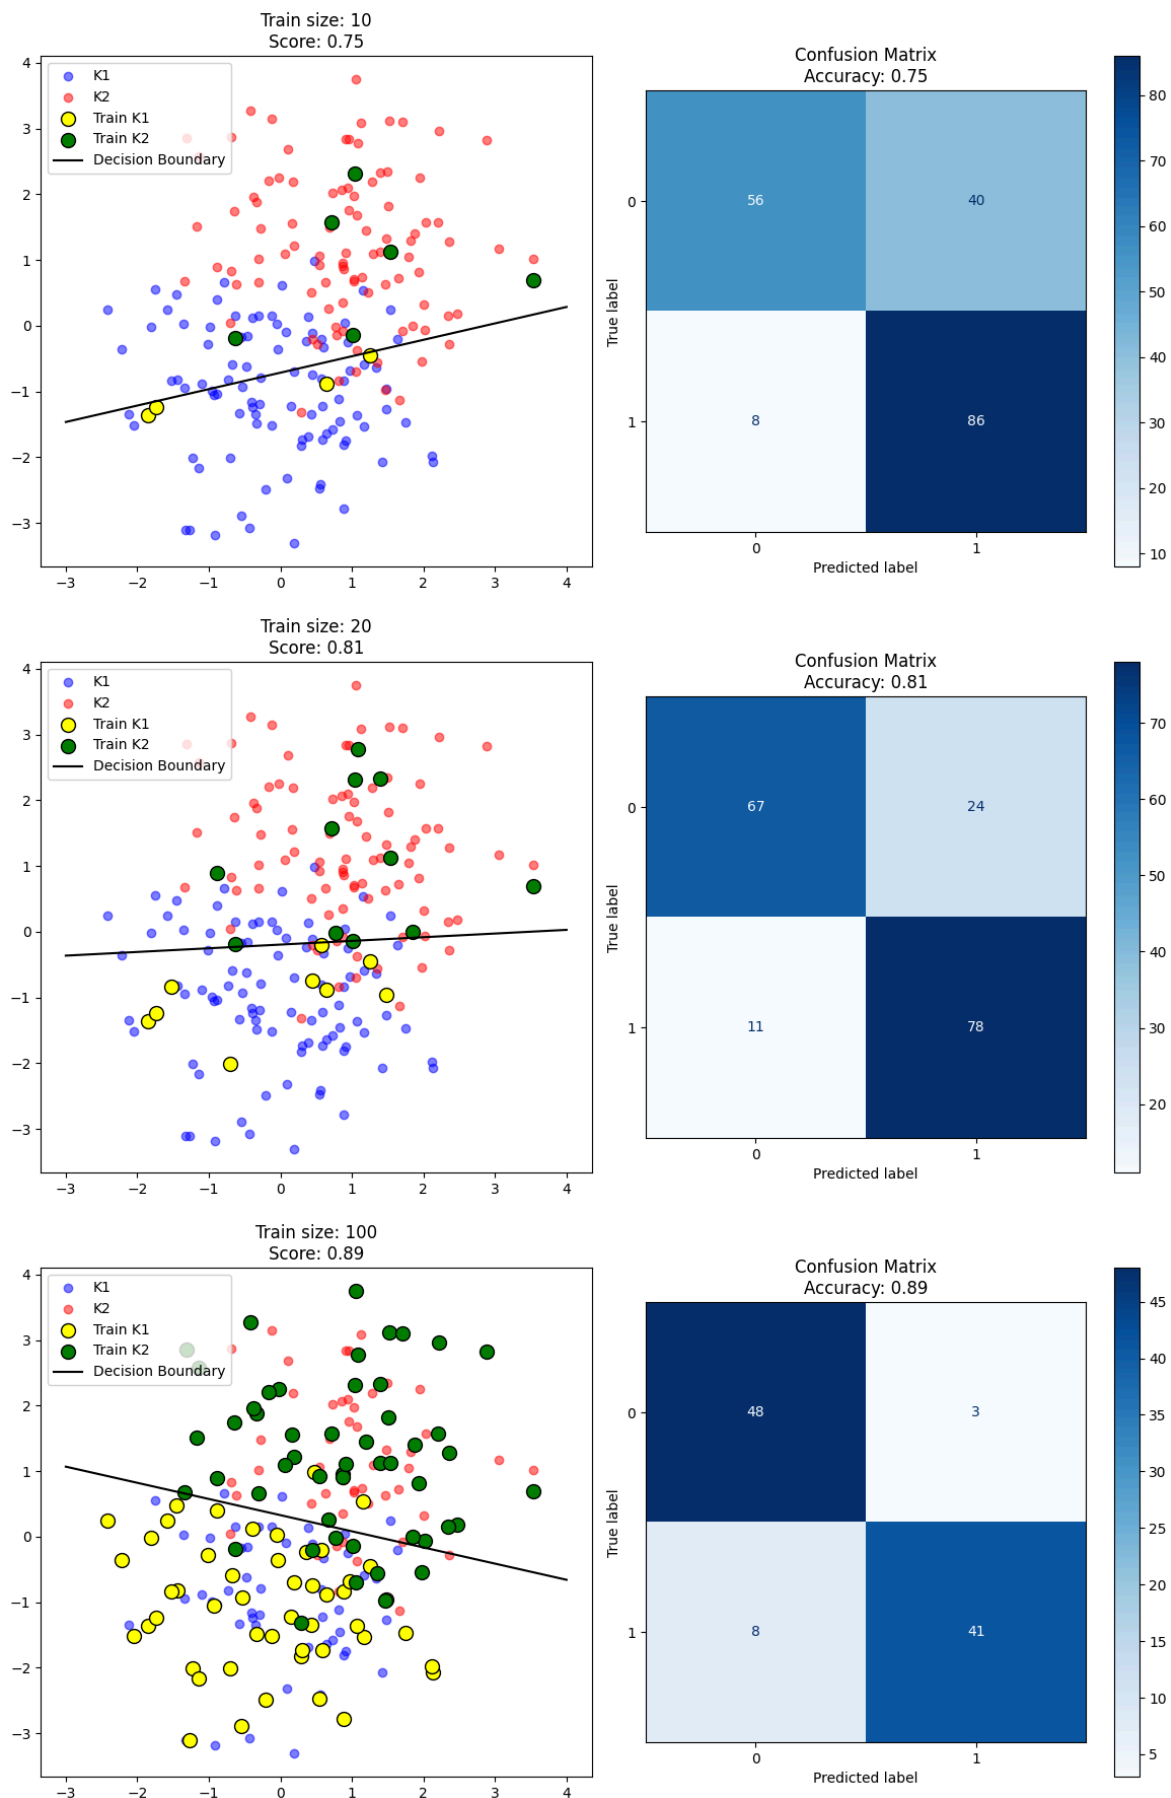 Train size: 10
Score: 0.75
K1
K2
Train K1
Train K2
Decision Boundary
4
3
2
1
0
−1
−2
−3
−3 −2 −1 0 1 2 3 4
Confusion Matrix
Accuracy: 0.75
True label
0
1
56 40
8 86
0 1
Predicted label
80
70
60
50
40
30
20
10
Train size: 20
Score: 0.81
K1
K2
Train K1
Train K2
Decision Boundary
4
3
2
1
0
−1
−2
−3
−3 −2 −1 0 1 2 3 4
Confusion Matrix
Accuracy: 0.81
True label
0
1
67 24
11 78
0 1
Predicted label
70
60
50
40
30
20
Train size: 100
Score: 0.89
K1
K2
Train K1
Train K2
Decision Boundary
4
3
2
1
0
−1
−2
−3
−3 −2 −1 0 1 2 3 4
Confusion Matrix
Accuracy: 0.89
True label
0
1
48 3
8 41
0 1
Predicted label
45
40
35
30
25
20
15
10
5